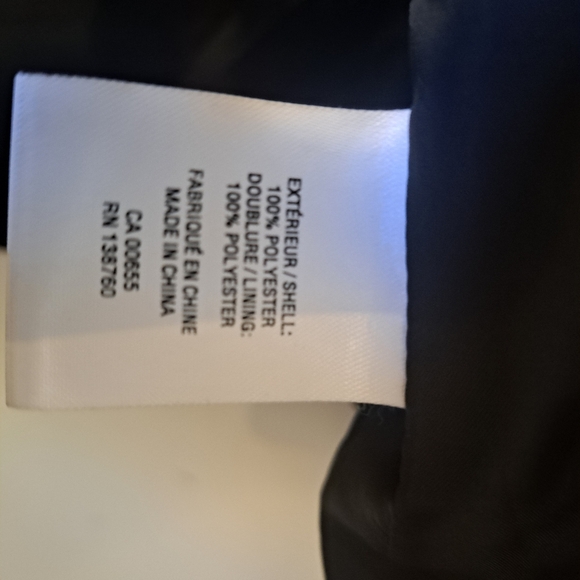 EXTÉRIEUR / SHELL:
100% POLYESTER
DOUBLURE / LINING:
100% POLYESTER
FABRIQUÉ EN CHINE
MADE IN CHINA
CA 00655
RN 138760